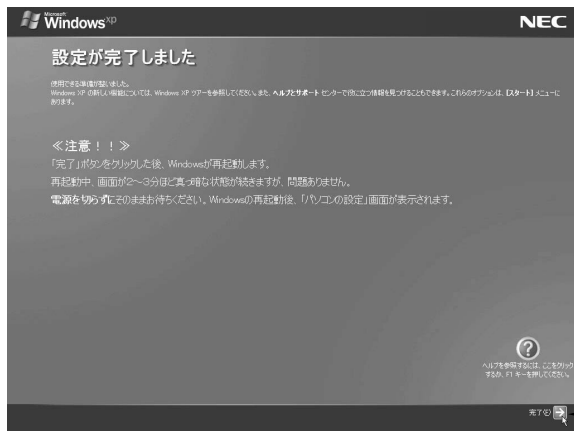 Microsoft
Windows xp
NEC
設定が完了しました
使用できる準備が整いました。
Windows XP の新しい機能については、Windows XP ツアーを参照してください。また、ヘルプとサポート センターで役に立つ情報を見つけることもできます。これらのオプションは、[スタート] メニューに
あります。
≪注意！！≫
「完了」ボタンをクリックした後、Windowsが再起動します。
再起動中、画面が2～3分ほど真っ暗な状態が続きますが、問題ありません。
電源を切らずにそのままお待ちください。Windowsの再起動後、「パソコンの設定」画面が表示されます。
?
ヘルプを参照するには、ここをクリック
するか、F1 キーを押してください。
完了(F)